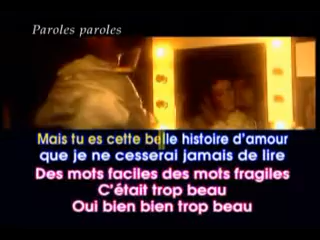 Paroles paroles
Mais tu es cette belle histoire d'amour
que je ne cesserai jamais de lire
Des mots faciles des mots fragiles
C'était trop beau
Oui bien bien trop beau